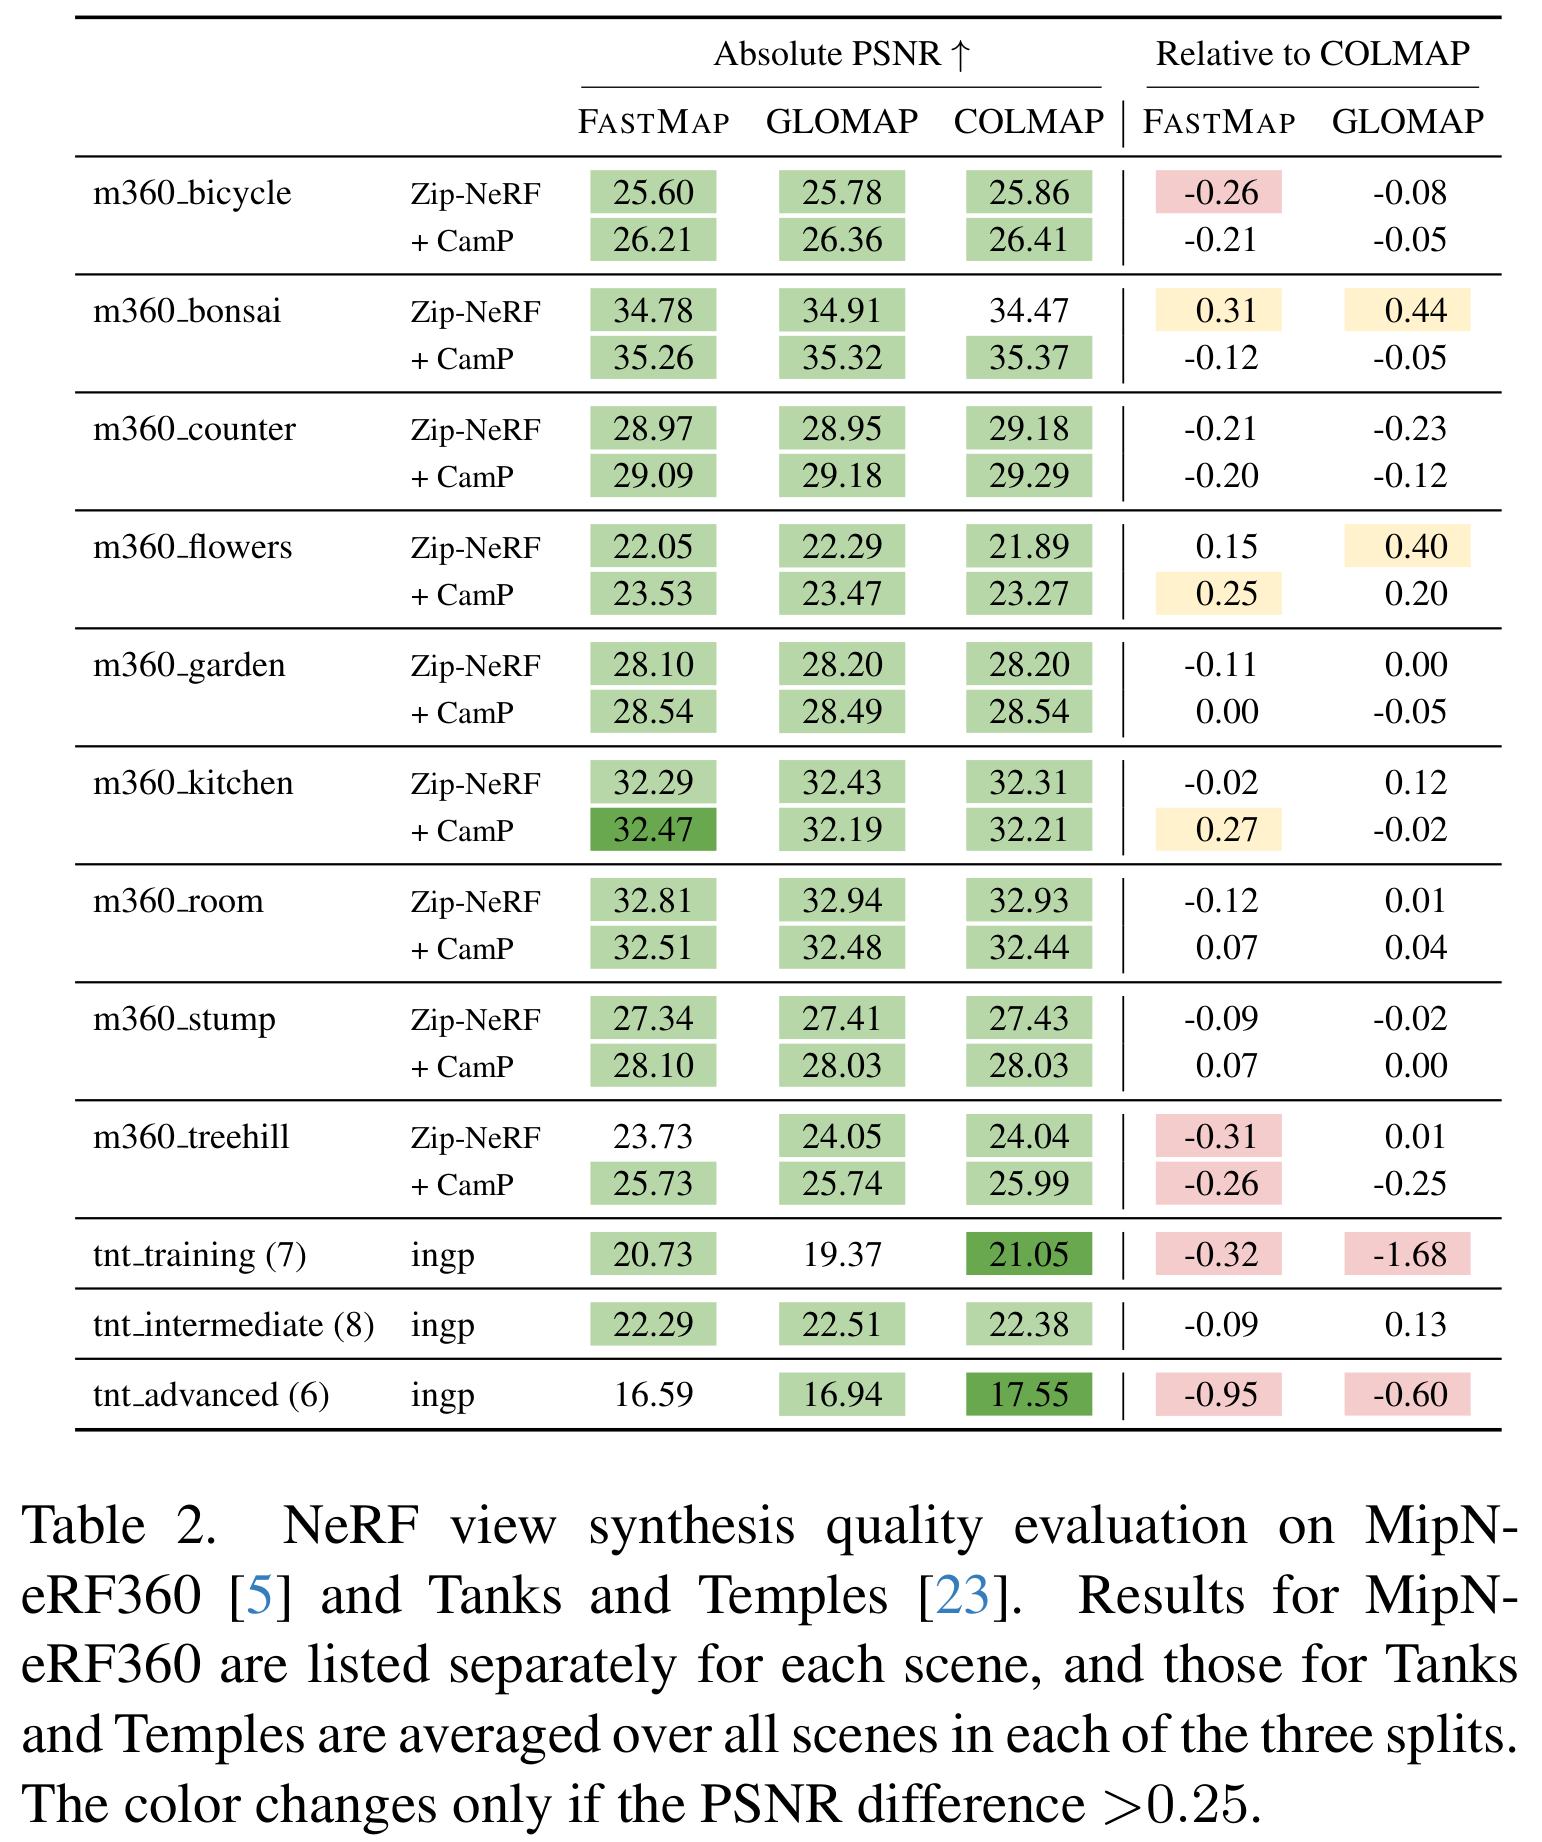 Absolute PSNR ↑ Relative to COLMAP
FASTMAP GLOMAP COLMAP FASTMAP GLOMAP
m360_bicycle Zip-NeRF 25.60 25.78 25.86 -0.26 -0.08
+ CamP 26.21 26.36 26.41 -0.21 -0.05
m360_bonsai Zip-NeRF 34.78 34.91 34.47 0.31 0.44
+ CamP 35.26 35.32 35.37 -0.12 -0.05
m360_counter Zip-NeRF 28.97 28.95 29.18 -0.21 -0.23
+ CamP 29.09 29.18 29.29 -0.20 -0.12
m360_flowers Zip-NeRF 22.05 22.29 21.89 0.15 0.40
+ CamP 23.53 23.47 23.27 0.25 0.20
m360_garden Zip-NeRF 28.10 28.20 28.20 -0.11 0.00
+ CamP 28.54 28.49 28.54 0.00 -0.05
m360_kitchen Zip-NeRF 32.29 32.43 32.31 -0.02 0.12
+ CamP 32.47 32.19 32.21 0.27 -0.02
m360_room Zip-NeRF 32.81 32.94 32.93 -0.12 0.01
+ CamP 32.51 32.48 32.44 0.07 0.04
m360_stump Zip-NeRF 27.34 27.41 27.43 -0.09 -0.02
+ CamP 28.10 28.03 28.03 0.07 0.00
m360_treehill Zip-NeRF 23.73 24.05 24.04 -0.31 0.01
+ CamP 25.73 25.74 25.99 -0.26 -0.25
tnt_training (7) ingp 20.73 19.37 21.05 -0.32 -1.68
tnt_intermediate (8) ingp 22.29 22.51 22.38 -0.09 0.13
tnt_advanced (6) ingp 16.59 16.94 17.55 -0.95 -0.60
Table 2. NeRF view synthesis quality evaluation on MipN-
eRF360 [5] and Tanks and Temples [23]. Results for MipN-
eRF360 are listed separately for each scene, and those for Tanks
and Temples are averaged over all scenes in each of the three splits.
The color changes only if the PSNR difference >0.25.